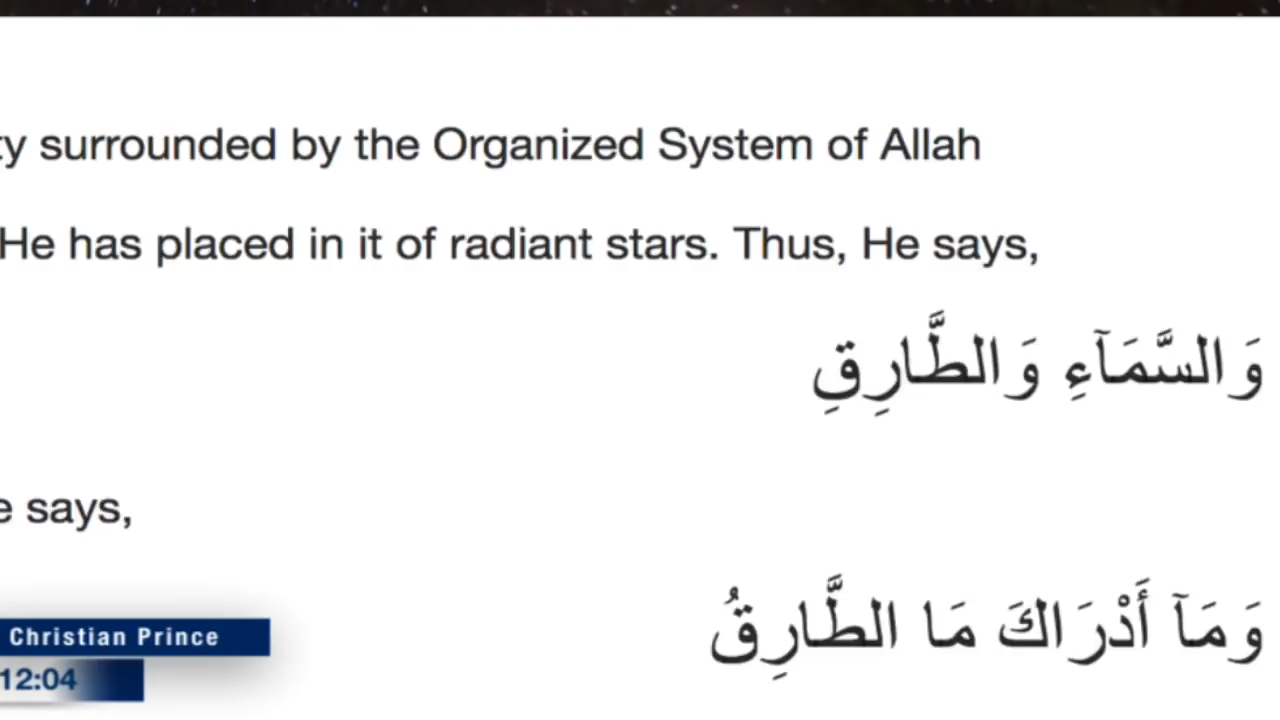 ty surrounded by the Organized System of Allah
He has placed in it of radiant stars. Thus, He says,
وَالسَّمَآءِ وَالطَّارِقِ
e says,
وَمَآ أَدْرَاكَ مَا الطَّارِقُ
Christian Prince
12:04